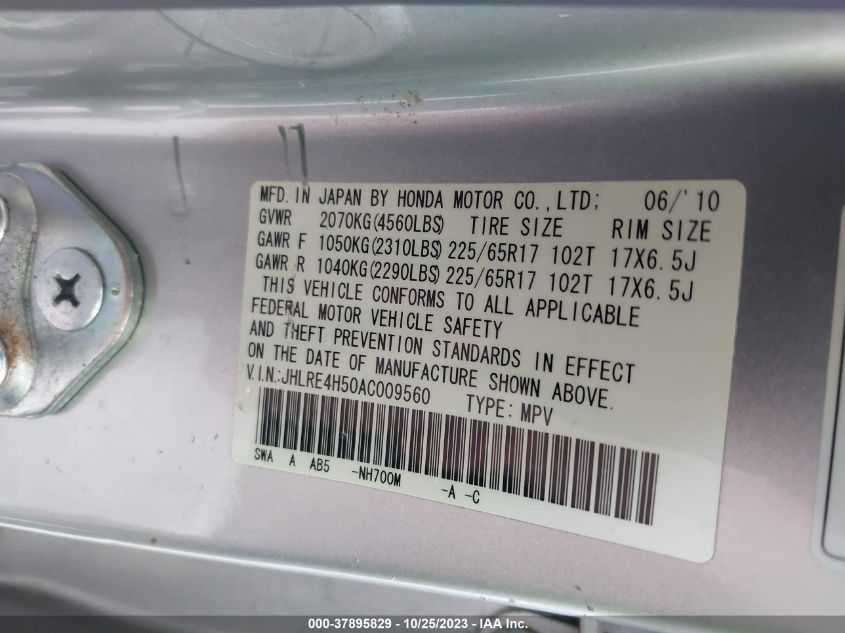 MFD. IN JAPAN BY HONDA MOTOR CO., LTD; 06/'10
GVWR 2070KG(4560LBS) TIRE SIZE RIM SIZE
GAWR F 1050KG(2310LBS) 225/65R17 102T 17X6.5J
GAWR R 1040KG(2290LBS) 225/65R17 102T 17X6.5J
THIS VEHICLE CONFORMS TO ALL APPLICABLE
FEDERAL MOTOR VEHICLE SAFETY
AND THEFT PREVENTION STANDARDS IN EFFECT
ON THE DATE OF MANUFACTURE SHOWN ABOVE.
V.I.N.:JHLRE4H50AC009560 TYPE: MPV
SWA A AB5 -NH700M -A -C
000-37895829 - 10/25/2023 - IAA Inc.